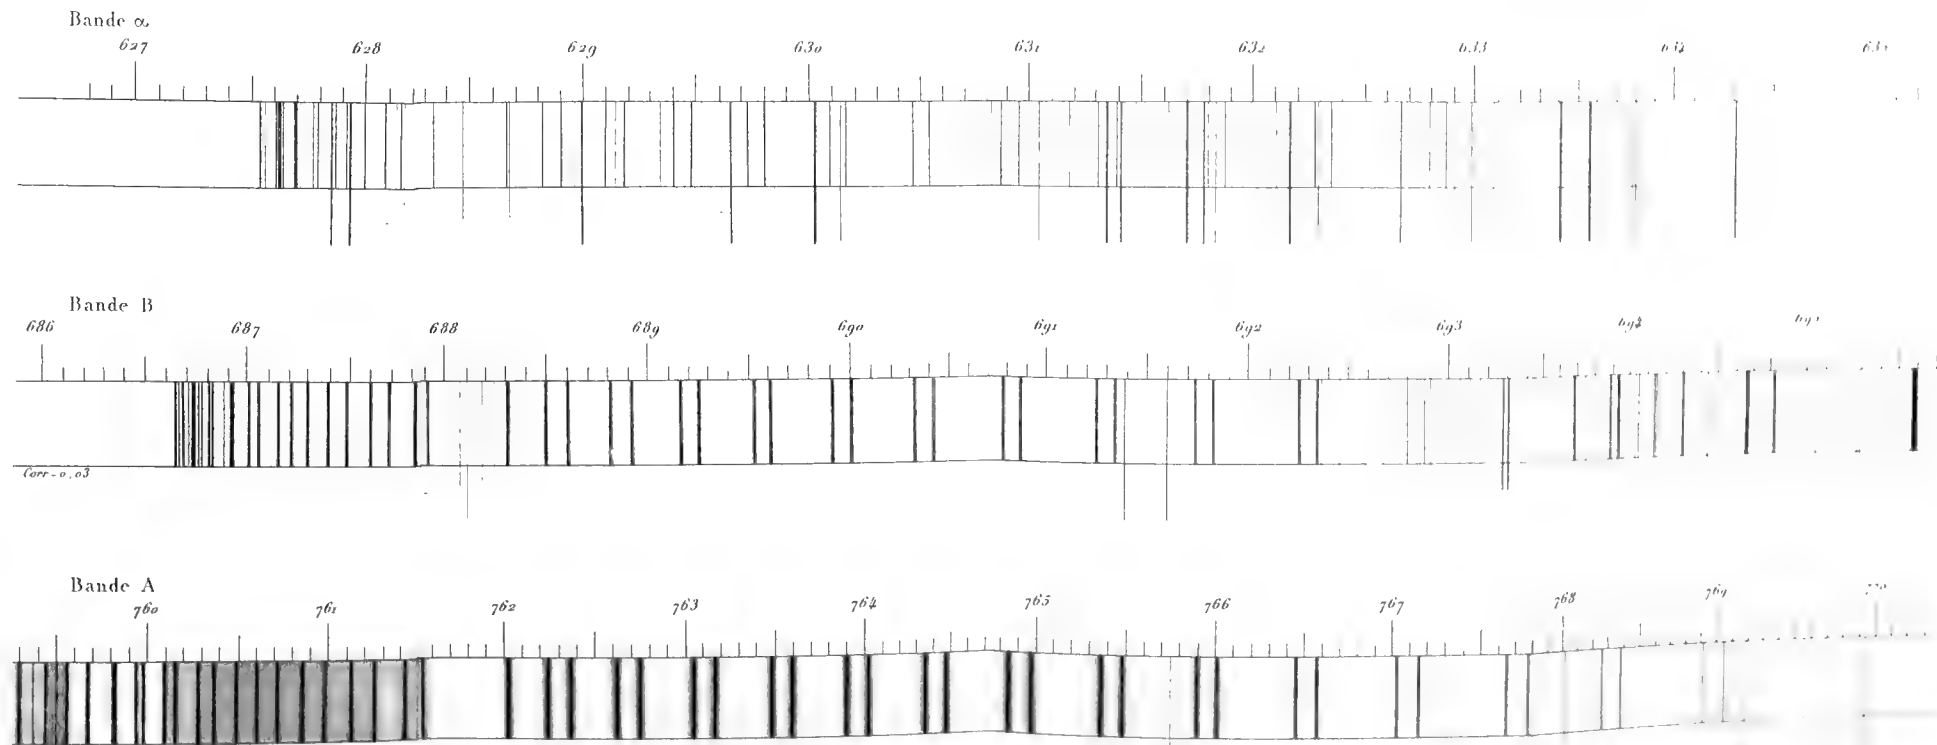 Bande α
627 628 629 630 631 632 633 634
Bande B
686 687 688 689 690 691 692 693 694
Corr - 0,03
Bande A
760 761 762 763 764 765 766 767 768 769 770